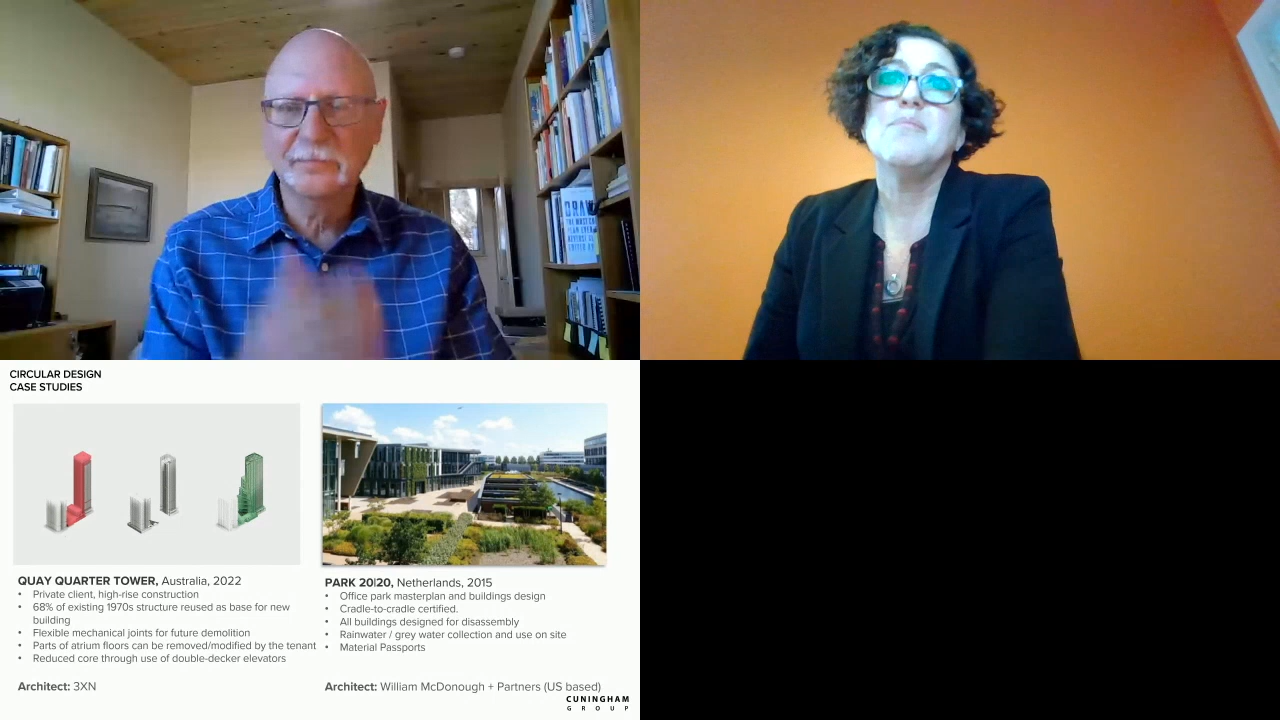 DRAW
CIRCULAR DESIGN
CASE STUDIES
QUAY QUARTER TOWER, Australia, 2022
• Private client, high-rise construction
• 68% of existing 1970s structure reused as base for new
building
• Flexible mechanical joints for future demolition
• Parts of atrium floors can be removed/modified by the tenant
• Reduced core through use of double-decker elevators
Architect: 3XN
PARK 20|20, Netherlands, 2015
• Office park masterplan and buildings design
• Cradle-to-cradle certified.
• All buildings designed for disassembly
• Rainwater / grey water collection and use on site
• Material Passports
Architect: William McDonough + Partners (US based)
CUNINGHAM
GROUP